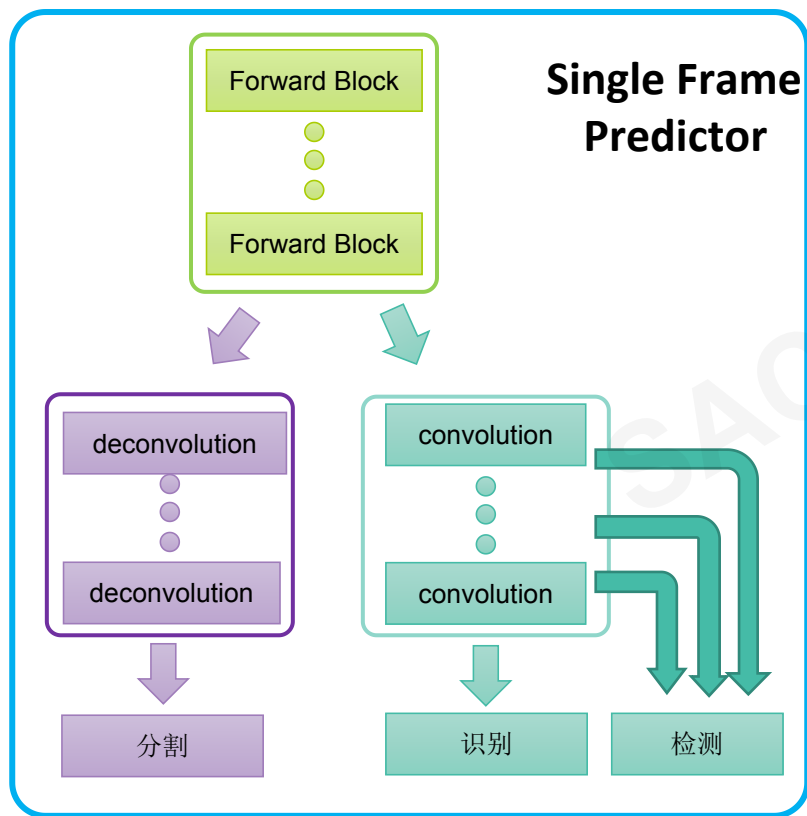 Single Frame
Predictor
Forward Block
Forward Block
deconvolution
deconvolution
convolution
convolution
分割
识别
检测